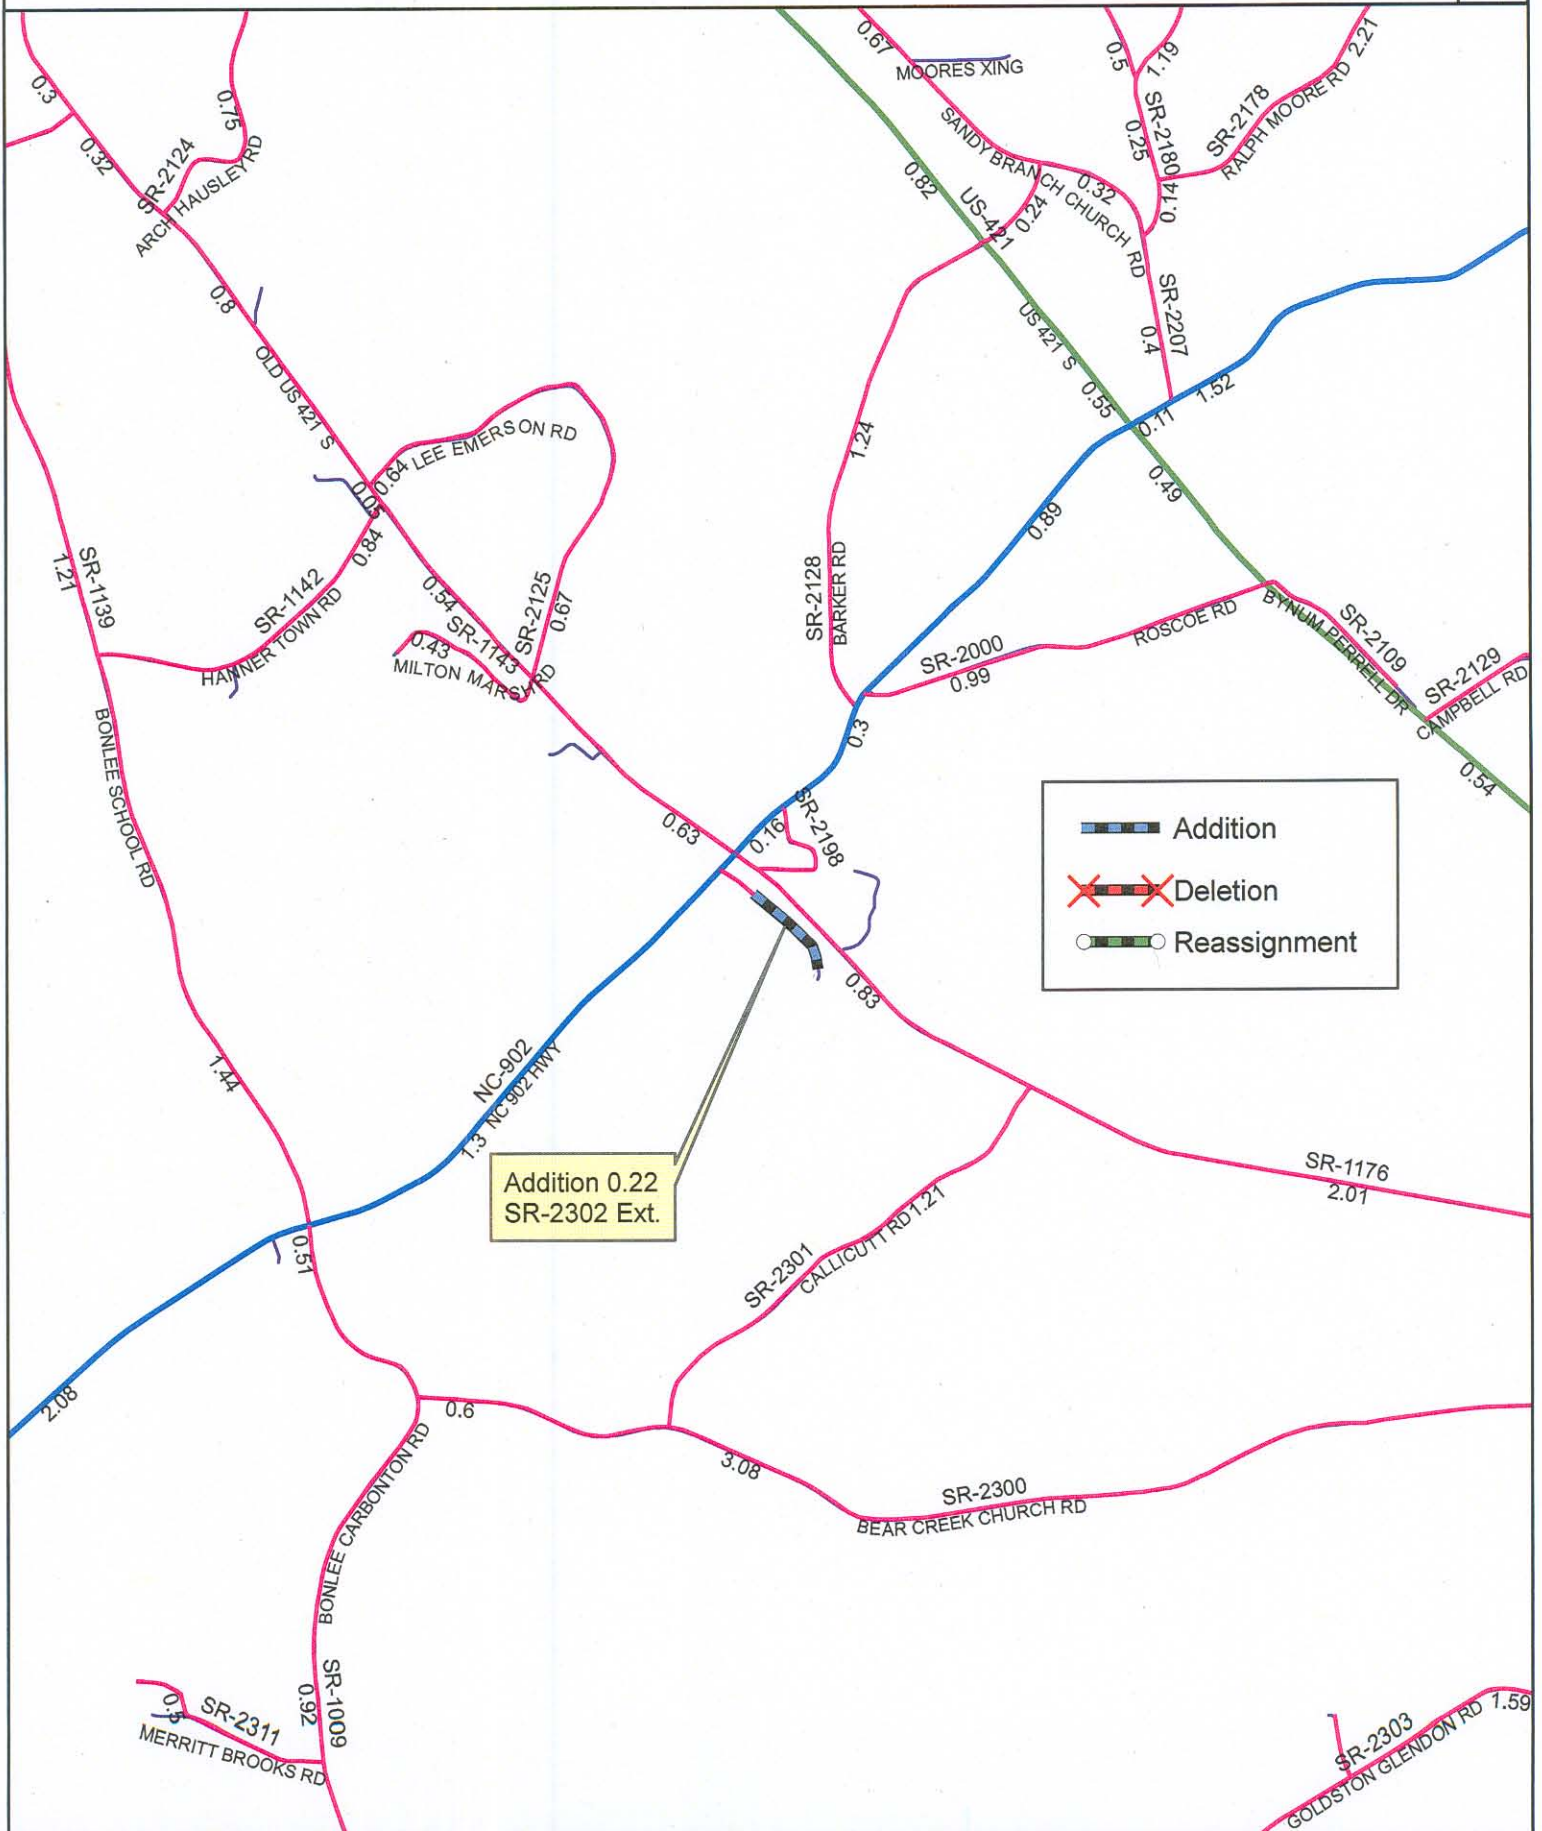 0.67
MOORES XING
0.5
1.19
2.21
0.3
0.75
0.32
SR-2124
ARCH HAUSLEY RD
SANDY BRANCH CHURCH RD
SR-2180
0.25
SR-2178
RALPH MOORE RD
0.82
US-421
0.24
0.32
0.14
0.8
OLD US 421 S
US 421 S
SR-2207
0.4
0.55
0.11
1.52
0.64
LEE EMERSON RD
0.05
0.84
1.24
0.49
0.89
SR-1139
1.21
SR-1142
HANNER TOWN RD
0.54
SR-1143
SR-2125
0.67
0.43
MILTON MARSH RD
SR-2128
BARKER RD
SR-2000
0.99
ROSCOE RD
BYNUM PERRELL DR
SR-2109
SR-2129
CAMPBELL RD
0.54
BONLEE SCHOOL RD
0.3
0.63
0.16
SR-2198
Addition
Deletion
Reassignment
0.83
1.44
NC-902
1.3
NC 902 HWY
Addition 0.22
SR-2302 Ext.
SR-1176
2.01
0.51
SR-2301
CALLICUTT RD
1.21
2.08
0.6
3.08
SR-2300
BEAR CREEK CHURCH RD
BONLEE CARBONTON RD
SR-1009
0.92
0.5
SR-2311
MERRITT BROOKS RD
SR-2303
GOLDSTON GLENDON RD
1.59